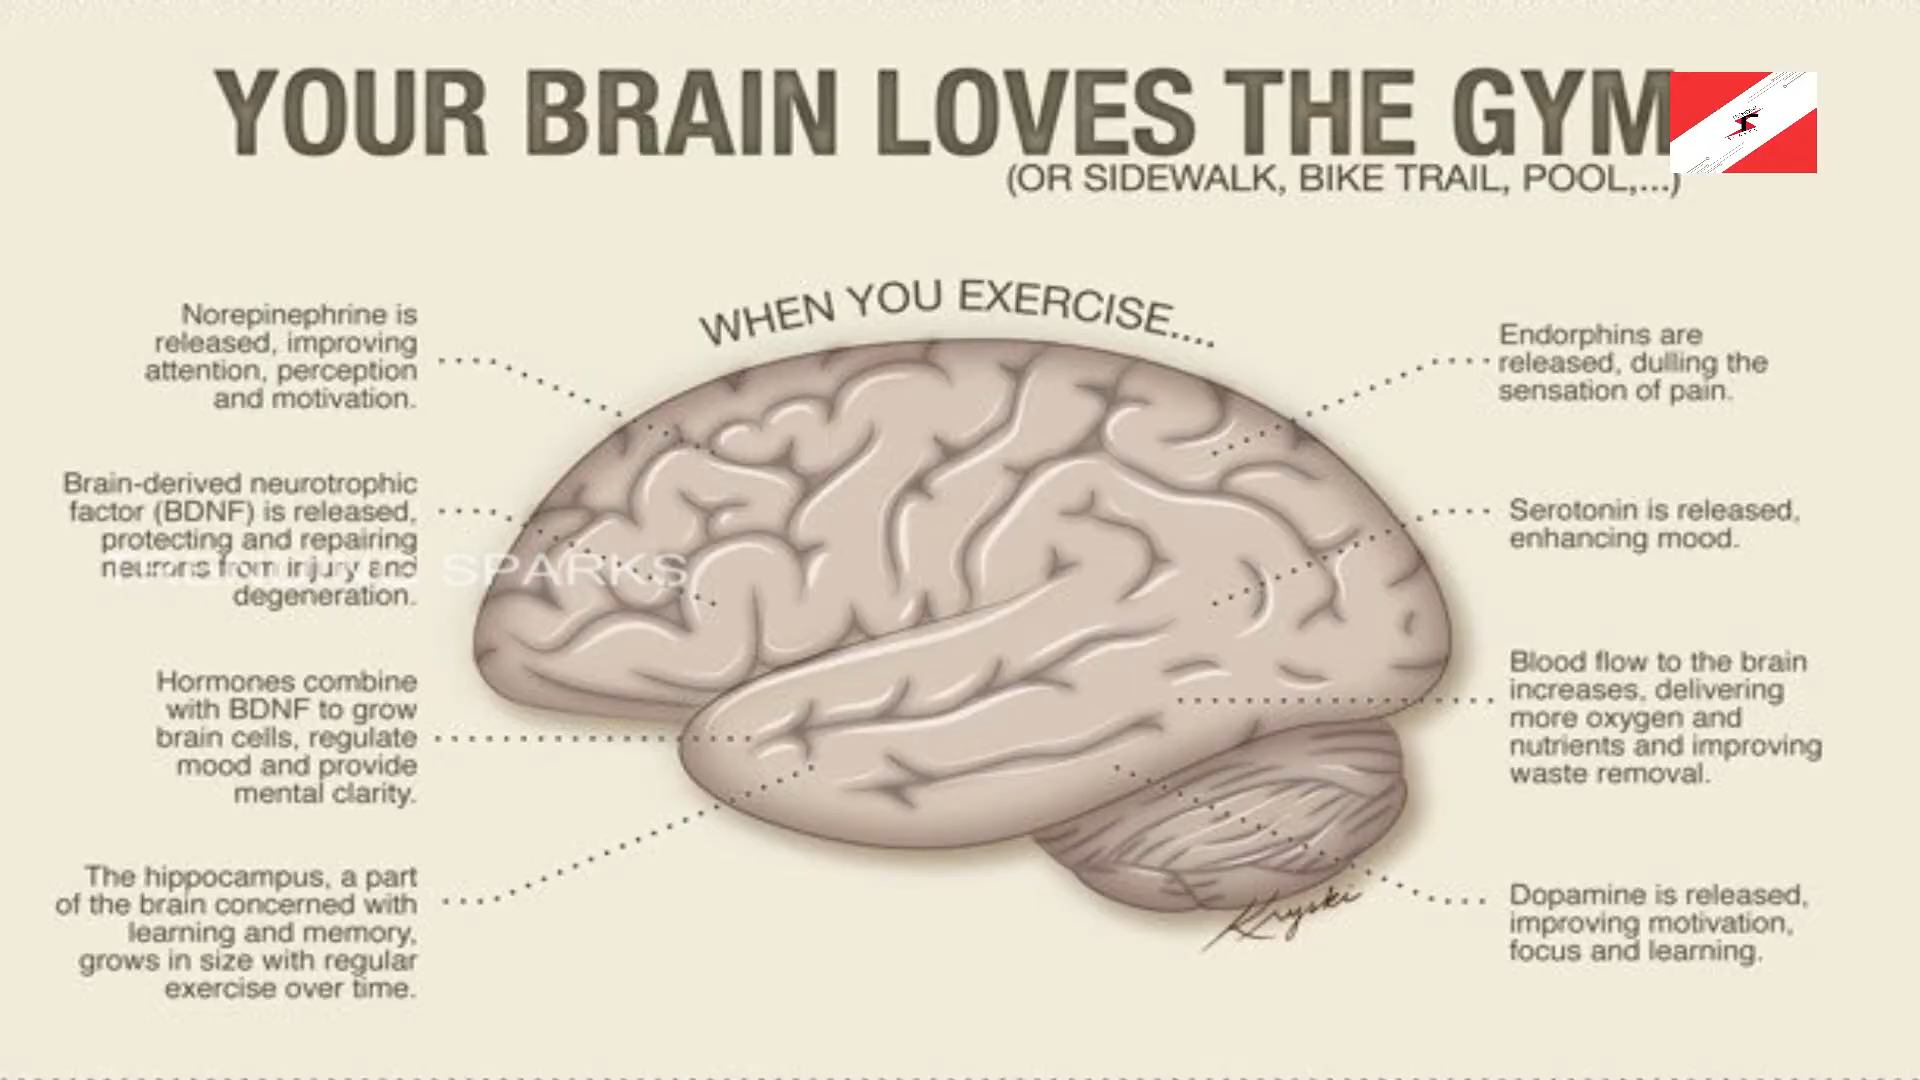 YOUR BRAIN LOVES THE GYM
(OR SIDEWALK, BIKE TRAIL, POOL,...)
WHEN YOU EXERCISE....
Norepinephrine is
released, improving
attention, perception
and motivation.
Brain-derived neurotrophic
factor (BDNF) is released,
protecting and repairing
neurons from injury and
degeneration.
SPARKS
Hormones combine
with BDNF to grow
brain cells, regulate
mood and provide
mental clarity.
The hippocampus, a part
of the brain concerned with
learning and memory,
grows in size with regular
exercise over time.
Endorphins are
released, dulling the
sensation of pain.
Serotonin is released,
enhancing mood.
Blood flow to the brain
increases, delivering
more oxygen and
nutrients and improving
waste removal.
Dopamine is released,
improving motivation,
focus and learning.
Kryski